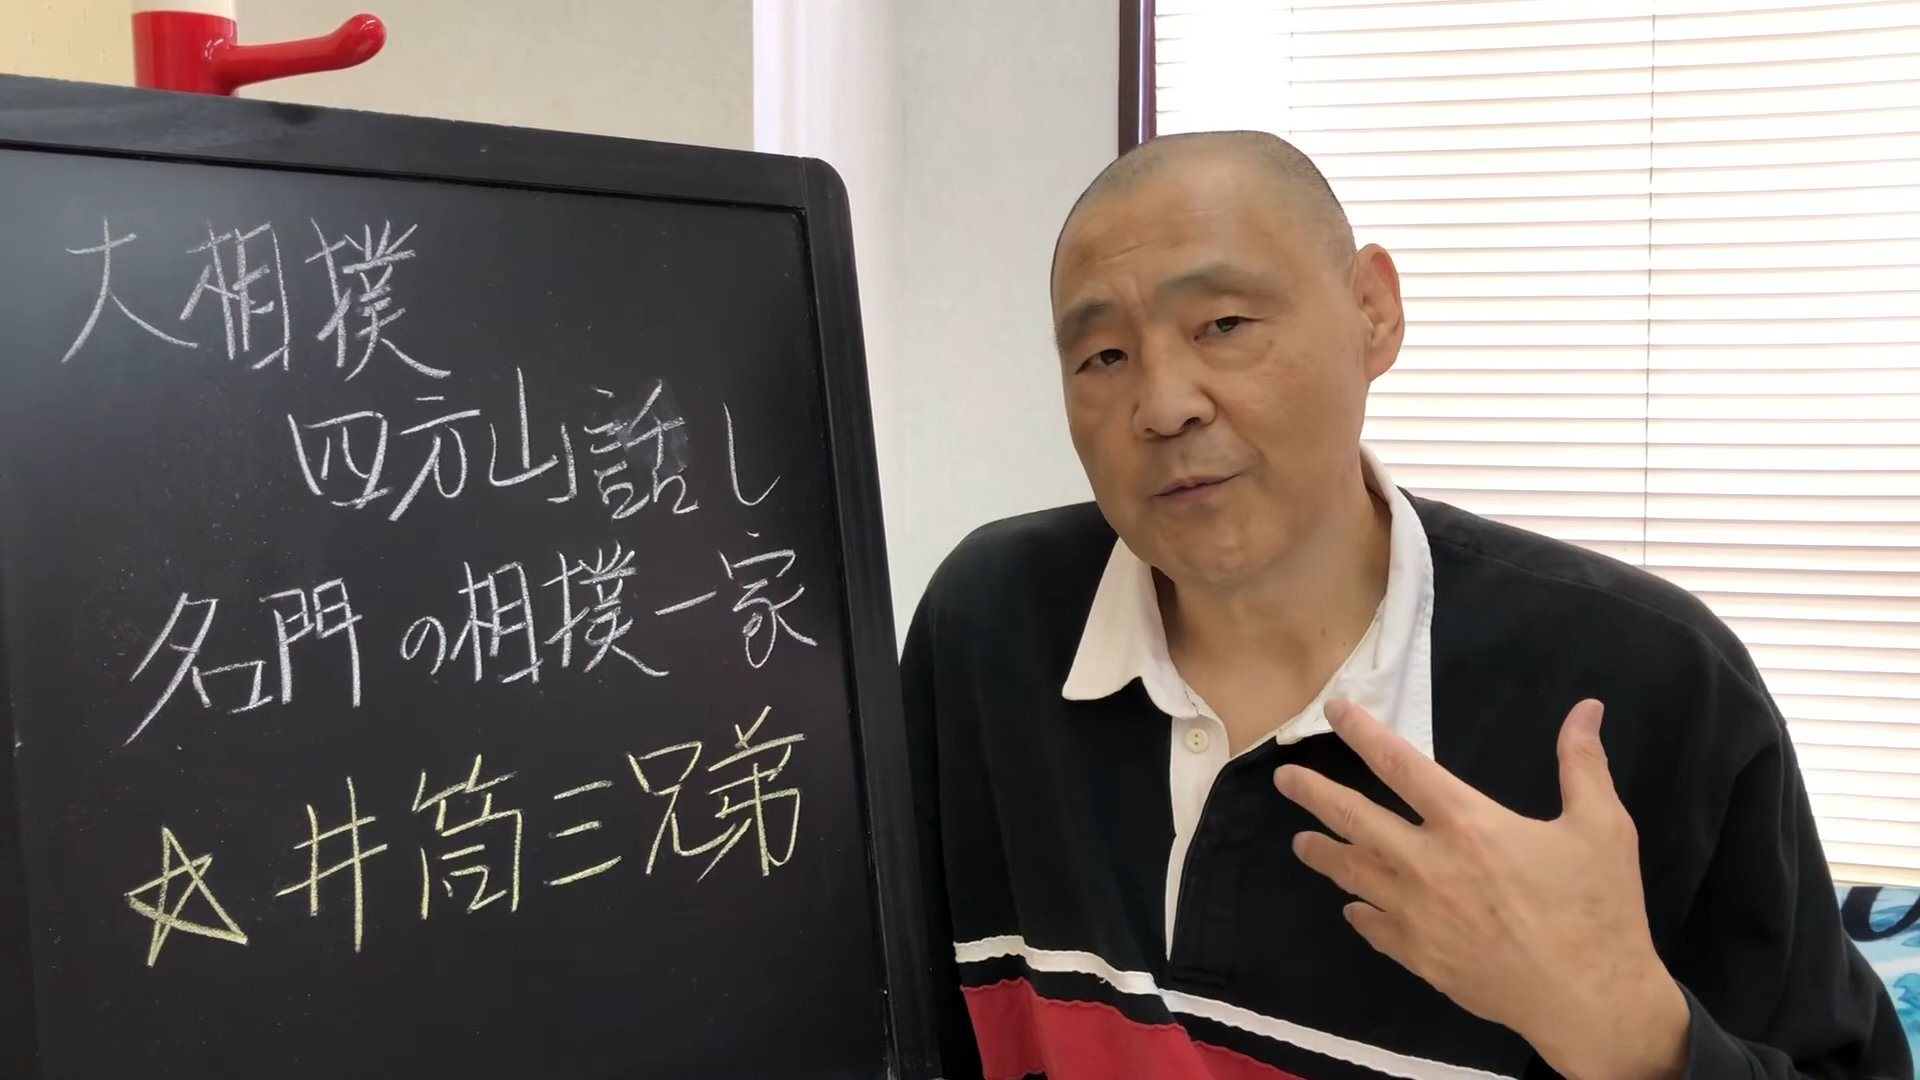 大相撲
四方山話し
名門の相撲一家
☆井筒三兄弟